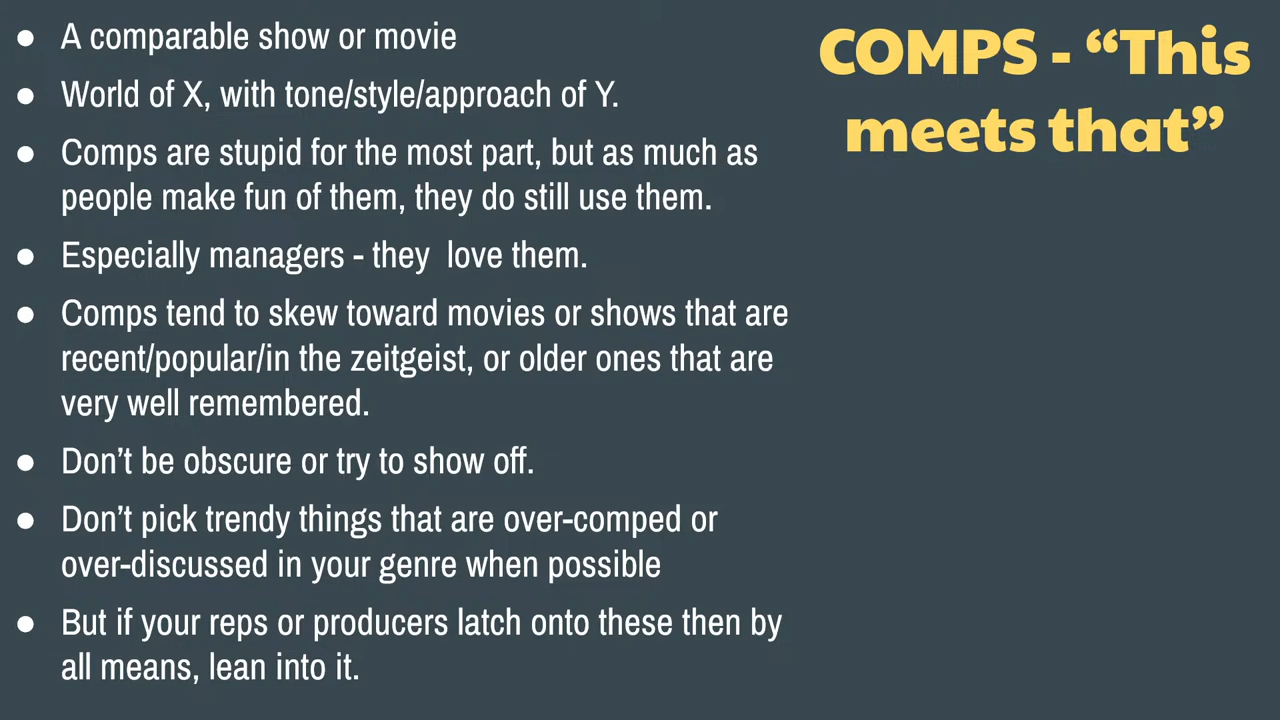 COMPS - “This
meets that”
● A comparable show or movie
● World of X, with tone/style/approach of Y.
● Comps are stupid for the most part, but as much as
people make fun of them, they do still use them.
● Especially managers - they  love them.
● Comps tend to skew toward movies or shows that are
recent/popular/in the zeitgeist, or older ones that are
very well remembered.
● Don’t be obscure or try to show off.
● Don’t pick trendy things that are over-comped or
over-discussed in your genre when possible
● But if your reps or producers latch onto these then by
all means, lean into it.